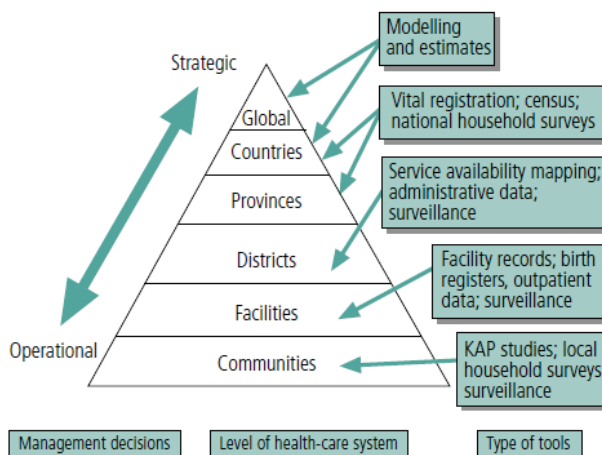 Modelling
and estimates
Strategic
Global
Vital registration; census;
national household surveys
Countries
Service availability mapping;
administrative data;
surveillance
Provinces
Districts
Facility records; birth
registers, outpatient
data; surveillance
Facilities
Operational
Communities
KAP studies; local
household surveys
surveillance
Management decisions
Level of health-care system
Type of tools